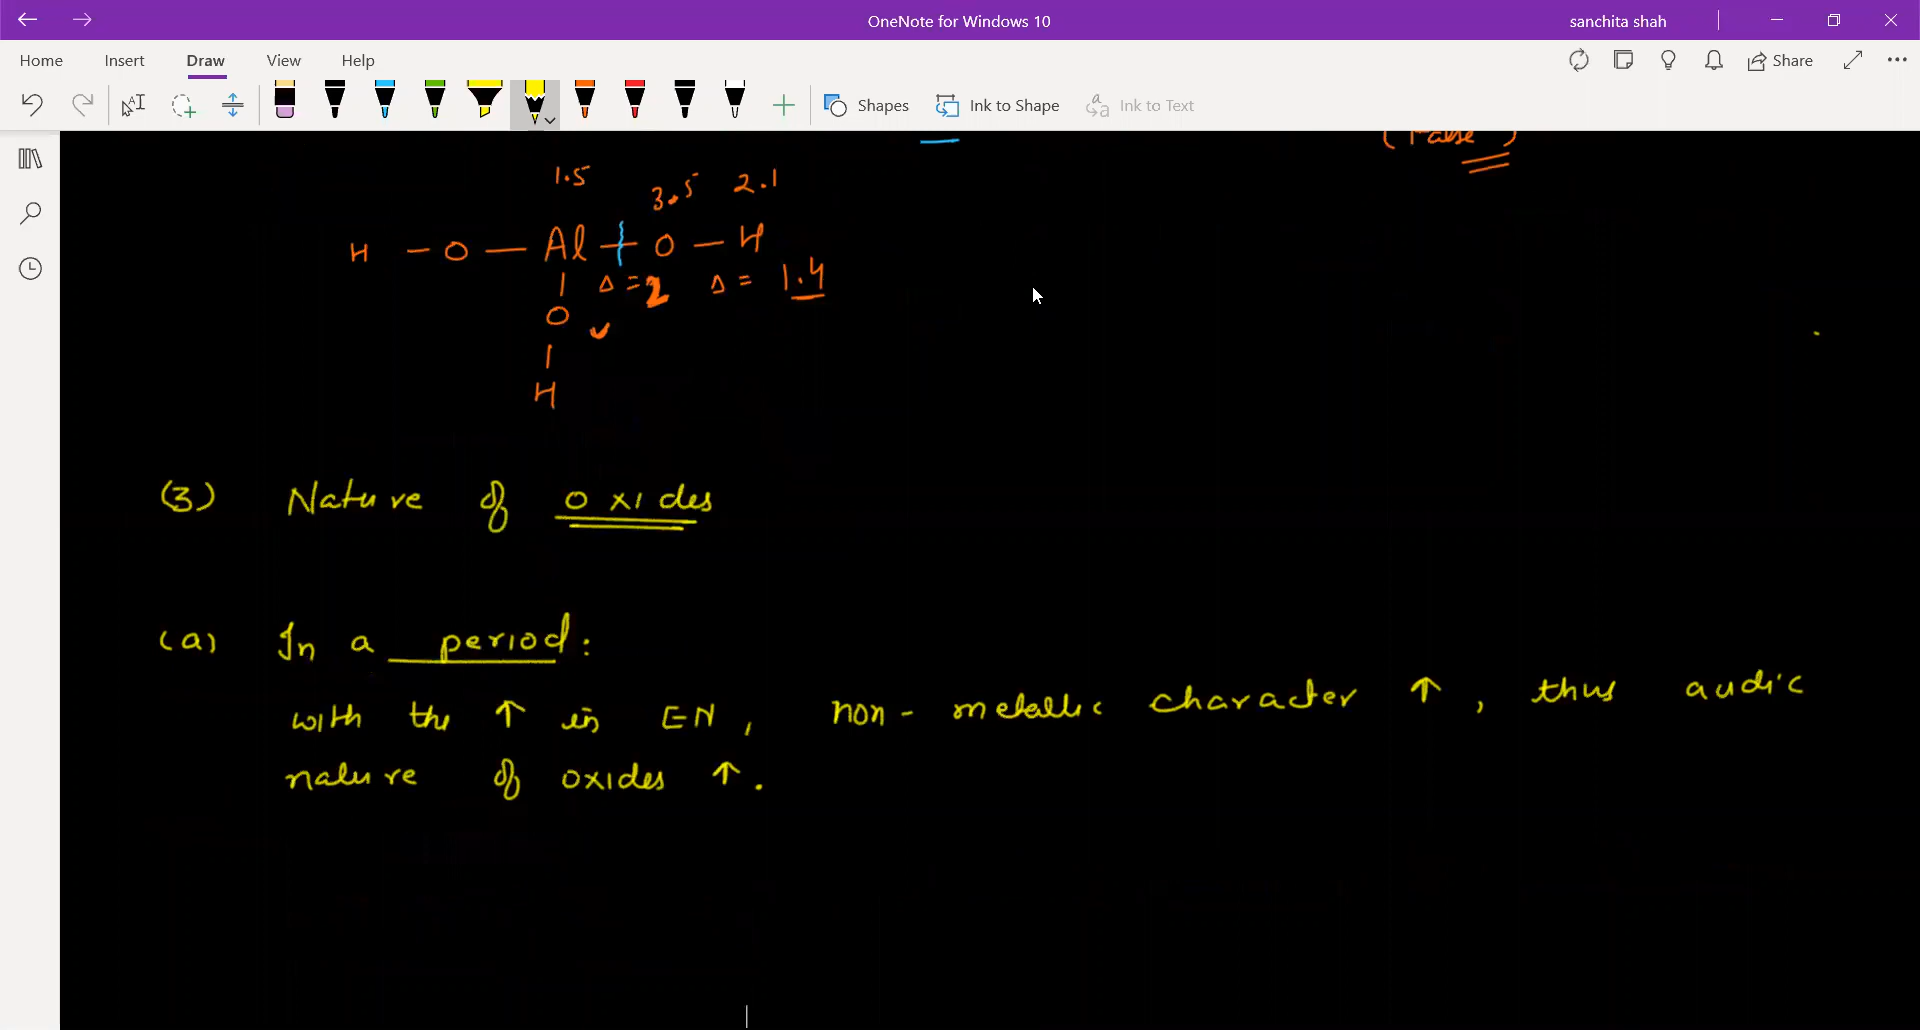 OneNote for Windows 10
sanchita shah
Home Insert Draw View Help
Share
Shapes Ink to Shape Ink to Text
(False)
1.5 3.5 2.1
H - O - Al - O - H
| Δ = 2 Δ = 1.4
O
|
H
(3) Nature of oxides
(a) In a period:
with the ↑ in EN, non-metallic character ↑, thus acidic
nature of oxides ↑.